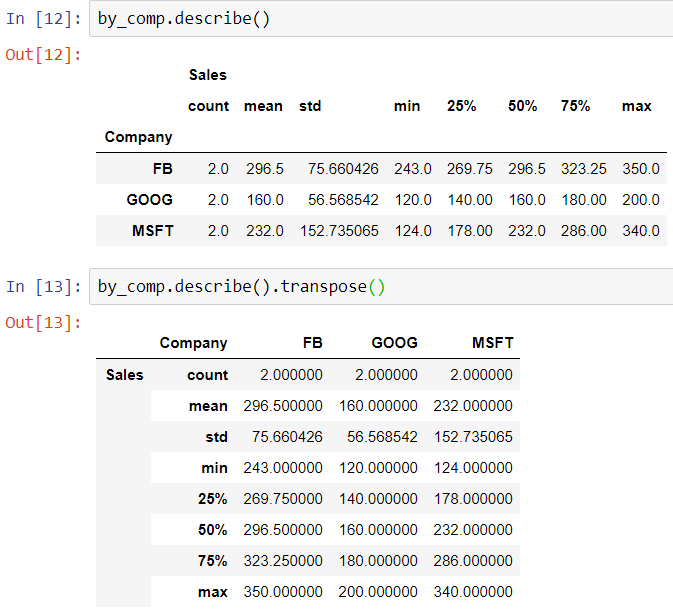 In [12]: by_comp.describe()
Out[12]:
Sales
count mean std min 25% 50% 75% max
Company
FB 2.0 296.5 75.660426 243.0 269.75 296.5 323.25 350.0
GOOG 2.0 160.0 56.568542 120.0 140.00 160.0 180.00 200.0
MSFT 2.0 232.0 152.735065 124.0 178.00 232.0 286.00 340.0
In [13]: by_comp.describe().transpose()
Out[13]:
Company FB GOOG MSFT
Sales count 2.000000 2.000000 2.000000
mean 296.500000 160.000000 232.000000
std 75.660426 56.568542 152.735065
min 243.000000 120.000000 124.000000
25% 269.750000 140.000000 178.000000
50% 296.500000 160.000000 232.000000
75% 323.250000 180.000000 286.000000
max 350.000000 200.000000 340.000000